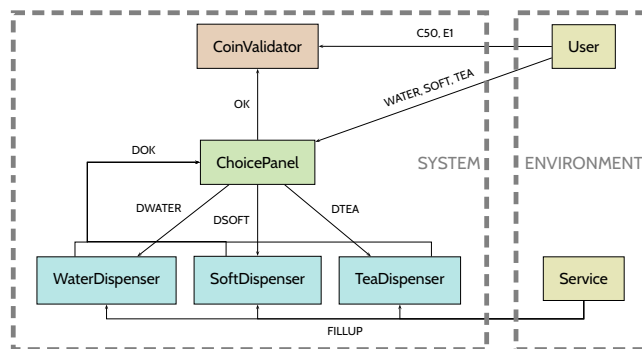 C50, E1
CoinValidator
User
WATER, SOFT, TEA
OK
DOK
ChoicePanel
SYSTEM
ENVIRONMENT
DWATER
DSOFT
DTEA
WaterDispenser
SoftDispenser
TeaDispenser
Service
FILLUP